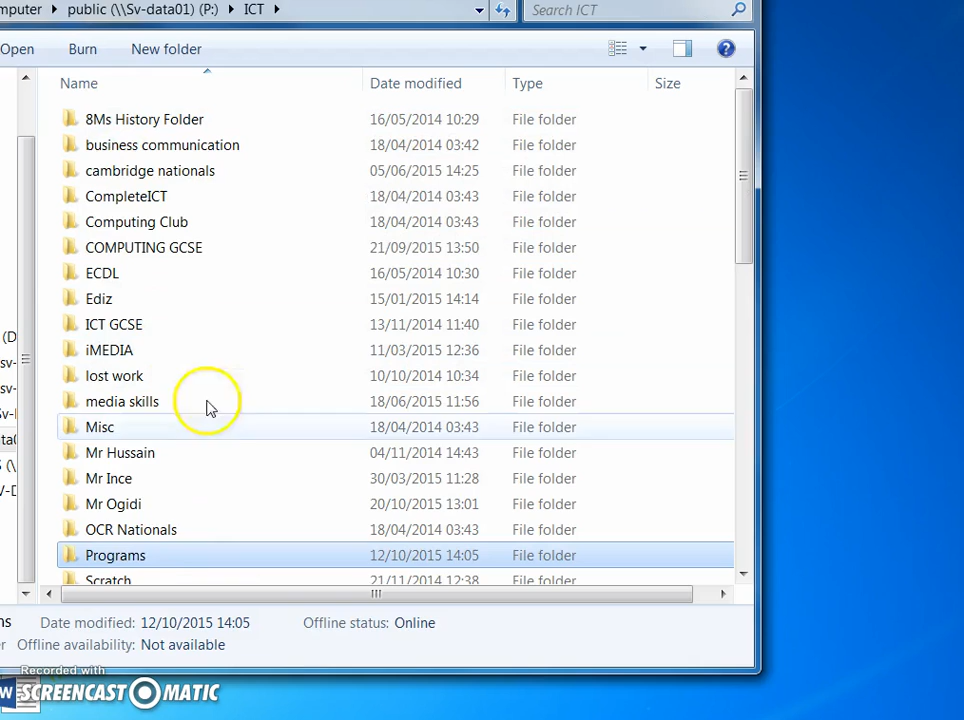 mputer ▸ public (\\Sv-data01) (P:) ▸ ICT ▸ Search ICT
Open Burn New folder
Name Date modified Type Size
8Ms History Folder 16/05/2014 10:29 File folder
business communication 18/04/2014 03:42 File folder
cambridge nationals 05/06/2015 14:25 File folder
CompleteICT 18/04/2014 03:43 File folder
Computing Club 18/04/2014 03:43 File folder
COMPUTING GCSE 21/09/2015 13:50 File folder
ECDL 16/05/2014 10:30 File folder
Ediz 15/01/2015 14:14 File folder
ICT GCSE 13/11/2014 11:40 File folder
(D
iMEDIA 11/03/2015 12:36 File folder
sv-
lost work 10/10/2014 10:34 File folder
sv-
media skills 18/06/2015 11:56 File folder
Sv-I
Misc 18/04/2014 03:43 File folder
ata0
Mr Hussain 04/11/2014 14:43 File folder
S (\
Mr Ince 30/03/2015 11:28 File folder
SV-D
Mr Ogidi 20/10/2015 13:01 File folder
OCR Nationals 18/04/2014 03:43 File folder
Programs 12/10/2015 14:05 File folder
Scratch 21/11/2014 12:38 File folder
ms Date modified: 12/10/2015 14:05 Offline status: Online
r Offline availability: Not available
Recorded with
SCREENCAST MATIC